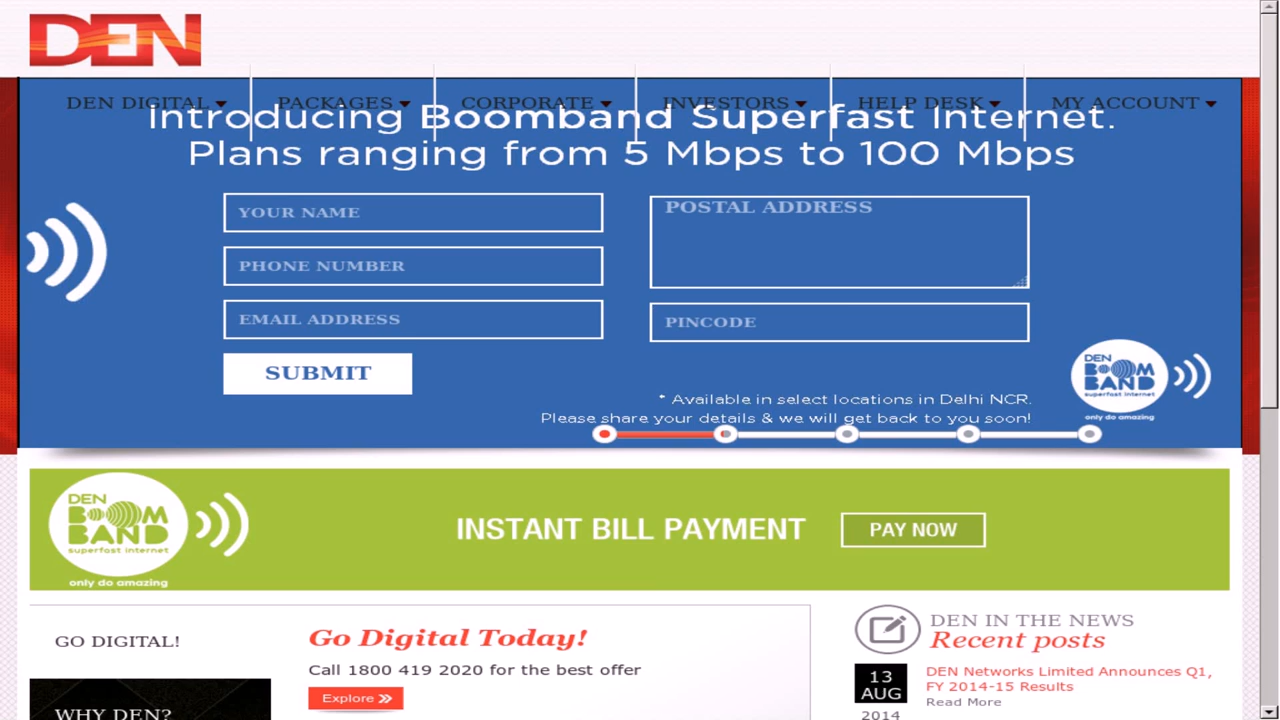 DEN
DEN DIGITAL
PACKAGES
CORPORATE
INVESTORS
HELP DESK
MY ACCOUNT
Introducing Boomband Superfast Internet.
Plans ranging from 5 Mbps to 100 Mbps
YOUR NAME
PHONE NUMBER
EMAIL ADDRESS
SUBMIT
POSTAL ADDRESS
PINCODE
* Available in select locations in Delhi NCR.
Please share your details & we will get back to you soon!
DEN
BOOM
BAND
superfast internet
only do amazing
DEN
BOOM
BAND
superfast internet
only do amazing
INSTANT BILL PAYMENT
PAY NOW
GO DIGITAL!
WHY DEN?
Go Digital Today!
Call 1800 419 2020 for the best offer
Explore
DEN IN THE NEWS
Recent posts
13
AUG
2014
DEN Networks Limited Announces Q1,
FY 2014-15 Results
Read More